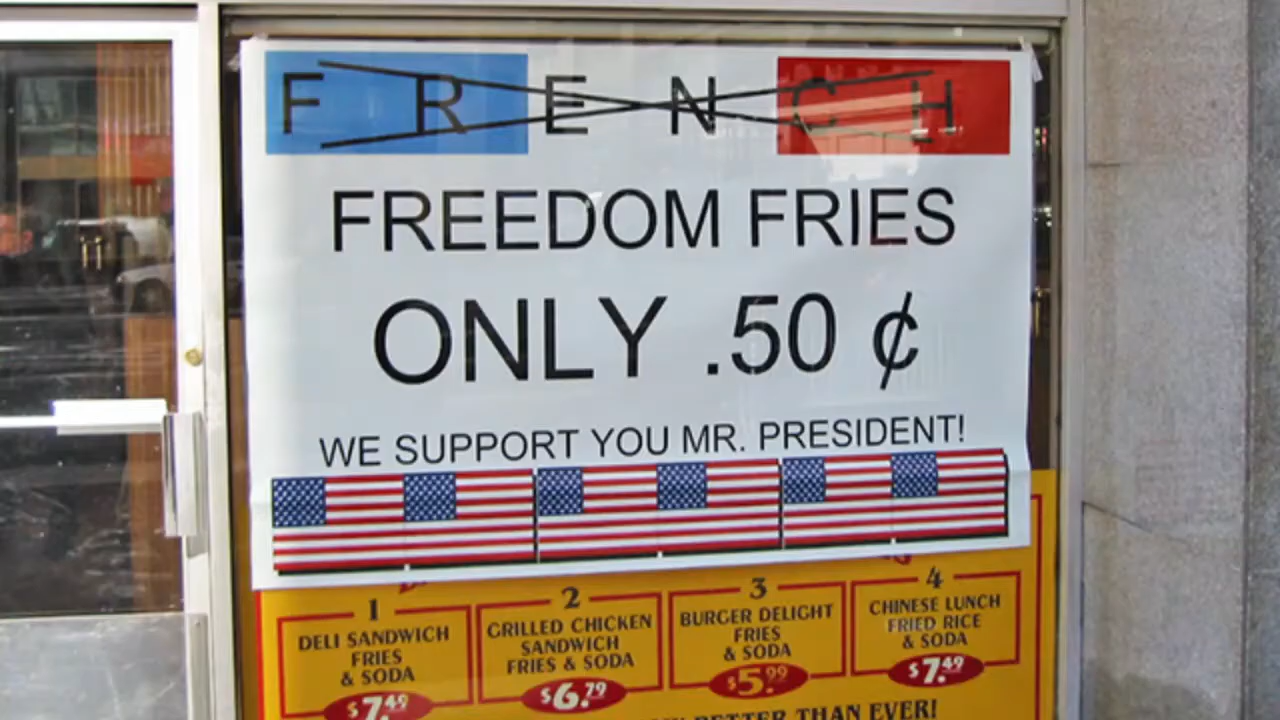 FRENCH
FREEDOM FRIES
ONLY .50 ¢
WE SUPPORT YOU MR. PRESIDENT!
1
DELI SANDWICH
FRIES
& SODA
$7.49
2
GRILLED CHICKEN
SANDWICH
FRIES & SODA
$6.79
3
BURGER DELIGHT
FRIES
& SODA
$5.99
4
CHINESE LUNCH
FRIED RICE
& SODA
$7.49
BETTER THAN EVER!